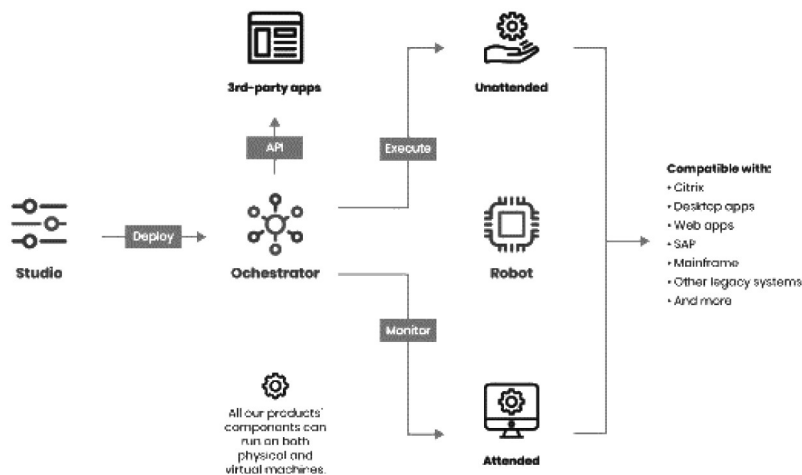 3rd-party apps
Unattended
API
Execute
Compatible with:
• Citrix
• Desktop apps
• Web apps
• SAP
• Mainframe
• Other legacy systems
• And more
Deploy
Studio
Ochestrator
Robot
Monitor
All our products'
components can
run on both
physical and
virtual machines.
Attended